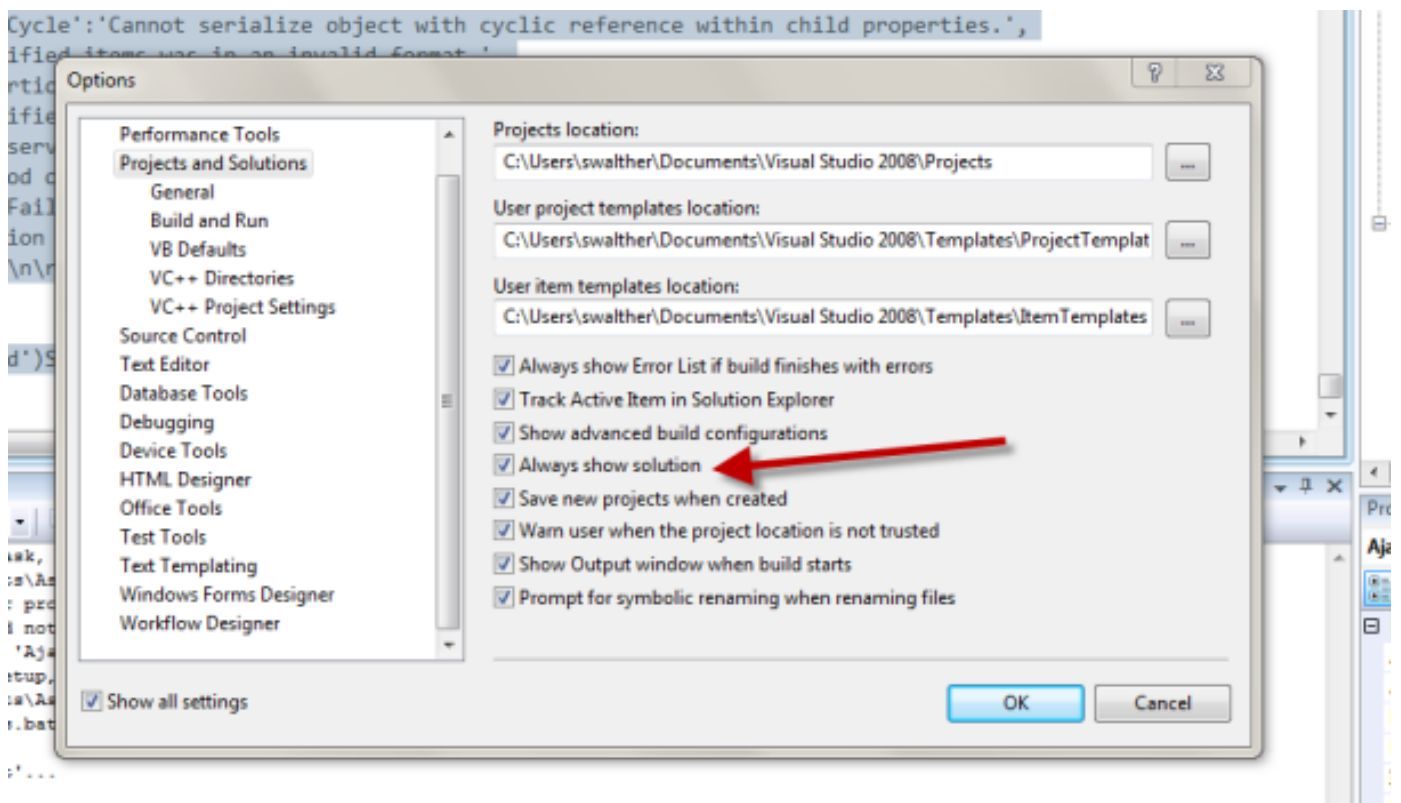 Cycle':'Cannot serialize object with cyclic reference within child properties.',
ified items was in an invalid format.'
Options
Performance Tools
Projects and Solutions
General
Build and Run
VB Defaults
VC++ Directories
VC++ Project Settings
Source Control
Text Editor
Database Tools
Debugging
Device Tools
HTML Designer
Office Tools
Test Tools
Text Templating
Windows Forms Designer
Workflow Designer
Show all settings
Projects location:
C:\Users\swalther\Documents\Visual Studio 2008\Projects
...
User project templates location:
C:\Users\swalther\Documents\Visual Studio 2008\Templates\ProjectTemplat
...
User item templates location:
C:\Users\swalther\Documents\Visual Studio 2008\Templates\ItemTemplates
...
Always show Error List if build finishes with errors
Track Active Item in Solution Explorer
Show advanced build configurations
Always show solution
Save new projects when created
Warn user when the project location is not trusted
Show Output window when build starts
Prompt for symbolic renaming when renaming files
OK
Cancel